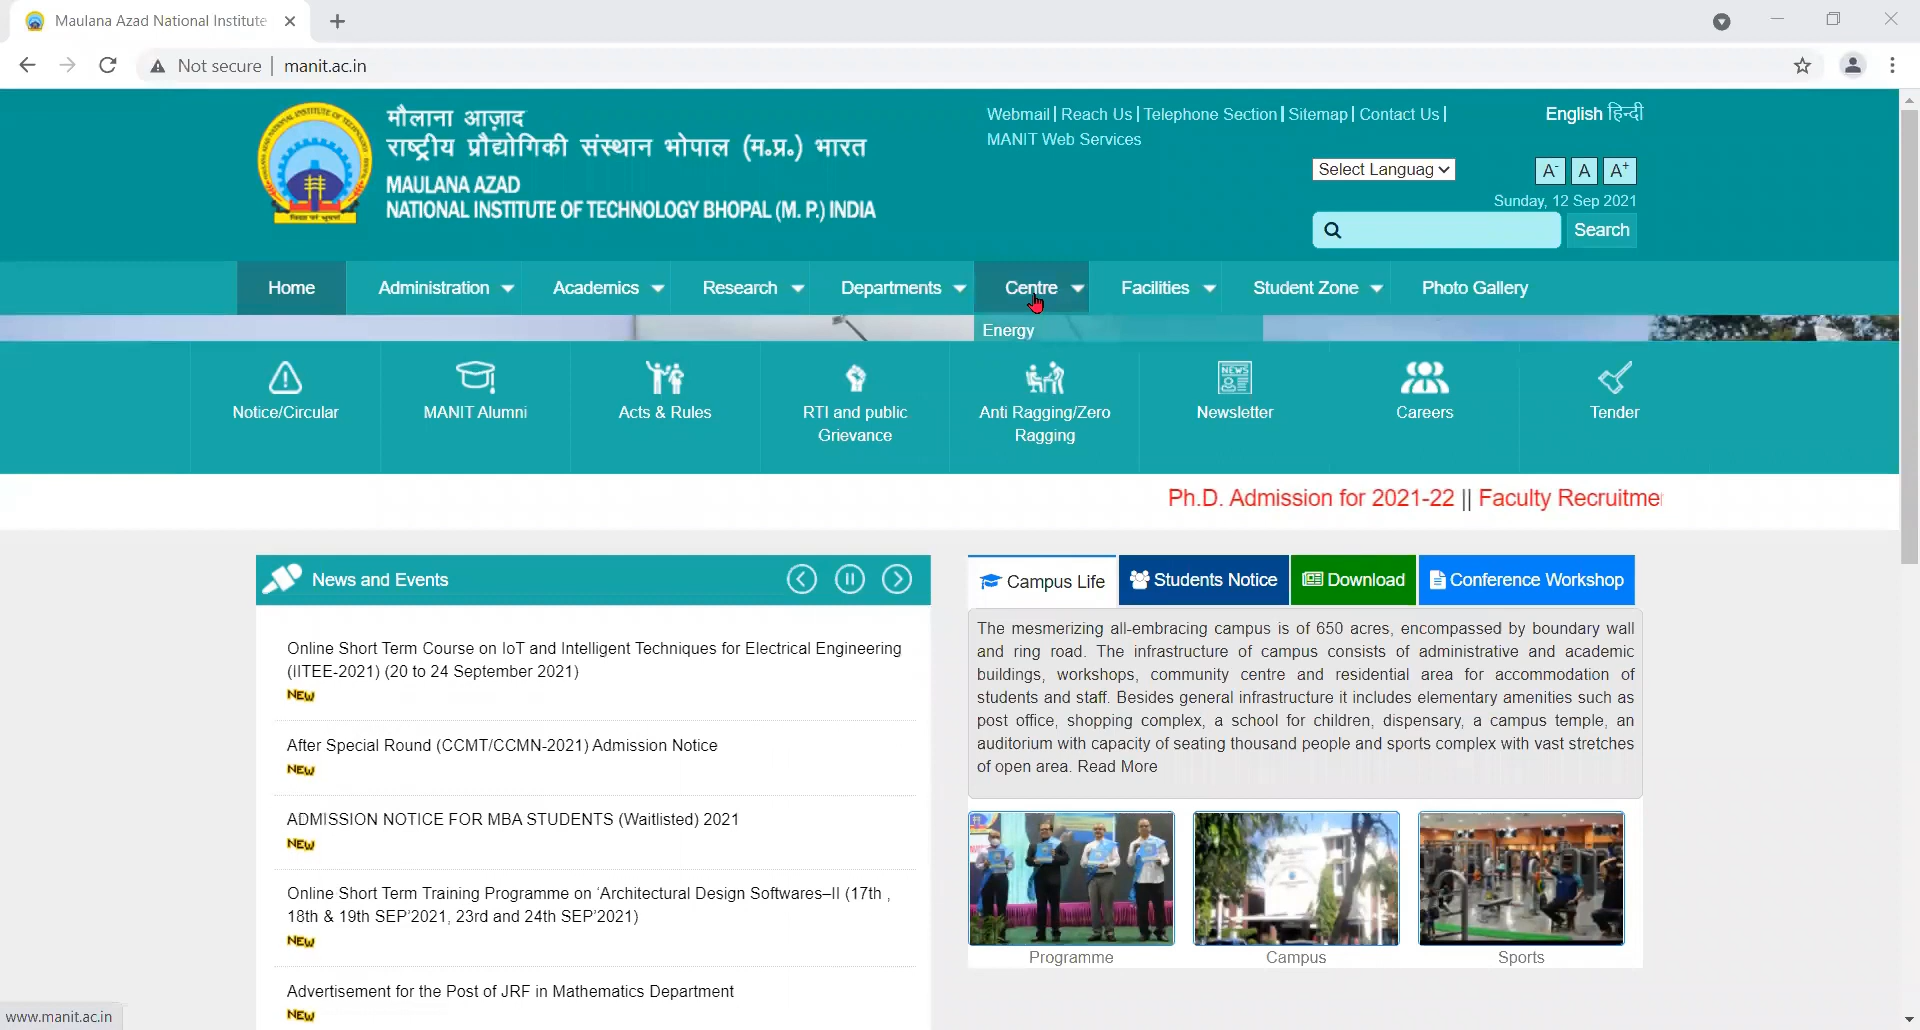 Maulana Azad National Institute
Not secure | manit.ac.in
मौलाना आज़ाद
राष्ट्रीय प्रौद्योगिकी संस्थान भोपाल (म.प्र.) भारत
MAULANA AZAD
NATIONAL INSTITUTE OF TECHNOLOGY BHOPAL (M. P.) INDIA
Webmail | Reach Us | Telephone Section | Sitemap | Contact Us |
MANIT Web Services
English हिन्दी
Select Languag
A- A A+
Sunday, 12 Sep 2021
Search
Home Administration Academics Research Departments Centre Facilities Student Zone Photo Gallery
Energy
Notice/Circular
MANIT Alumni
Acts & Rules
RTI and public
Grievance
Anti Ragging/Zero
Ragging
NEWS
Newsletter
Careers
Tender
Ph.D. Admission for 2021-22 || Faculty Recruitme
News and Events
Online Short Term Course on IoT and Intelligent Techniques for Electrical Engineering
(IITEE-2021) (20 to 24 September 2021)
NEW
After Special Round (CCMT/CCMN-2021) Admission Notice
NEW
ADMISSION NOTICE FOR MBA STUDENTS (Waitlisted) 2021
NEW
Online Short Term Training Programme on 'Architectural Design Softwares–II (17th ,
18th & 19th SEP'2021, 23rd and 24th SEP'2021)
NEW
Advertisement for the Post of JRF in Mathematics Department
NEW
Campus Life Students Notice Download Conference Workshop
The mesmerizing all-embracing campus is of 650 acres, encompassed by boundary wall
and ring road. The infrastructure of campus consists of administrative and academic
buildings, workshops, community centre and residential area for accommodation of
students and staff. Besides general infrastructure it includes elementary amenities such as
post office, shopping complex, a school for children, dispensary, a campus temple, an
auditorium with capacity of seating thousand people and sports complex with vast stretches
of open area. Read More
Programme
Campus
Sports
www.manit.ac.in